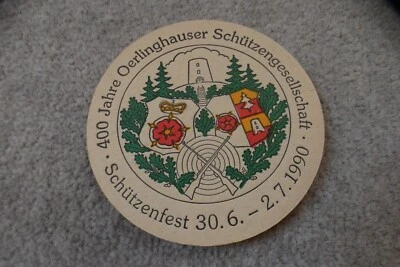 400 Jahre Oerlinghauser Schützengesellschaft
· Schützenfest 30.6. – 2.7.1990 ·